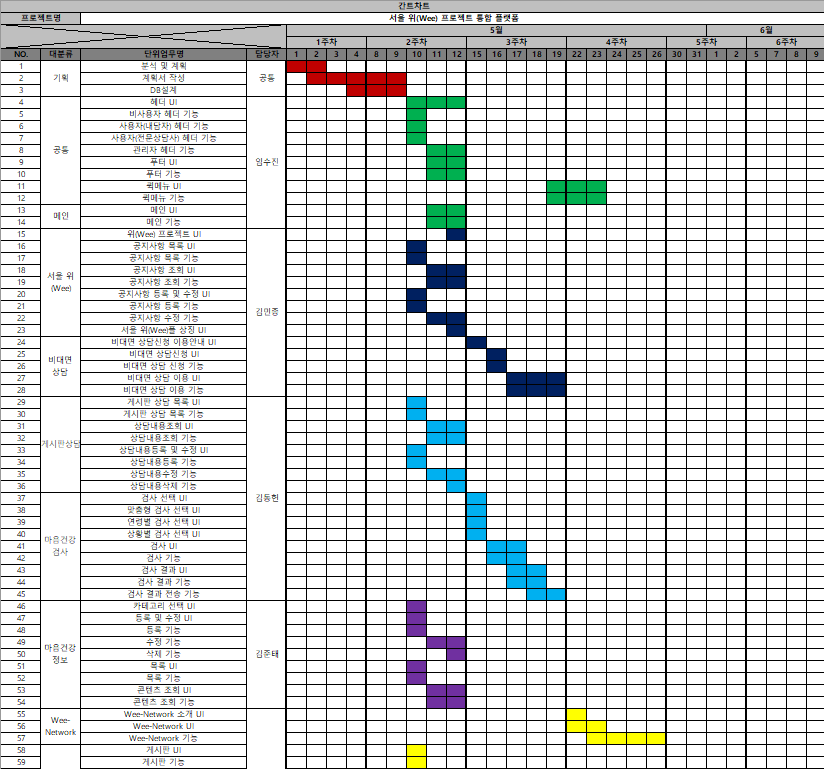 간트차트
프로젝트명 서울 위(Wee) 프로젝트 통합 플랫폼
5월 6월
1주차 2주차 3주차 4주차 5주차 6주차
NO. 대분류 단위업무명 담당자 1 2 3 4 8 9 10 11 12 15 16 17 18 19 22 23 24 25 26 30 31 1 2 5 7 8 9
1 기획 분석 및 계획 공통
2 계획서 작성
3 DB설계
4 공통 헤더 UI 임수진
5 비사용자 헤더 기능
6 사용자(내담자) 헤더 기능
7 사용자(전문상담사) 헤더 기능
8 관리자 헤더 기능
9 푸터 UI
10 푸터 기능
11 퀵메뉴 UI
12 퀵메뉴 기능
13 메인 메인 UI
14 메인 기능
15 서울 위(Wee) 위(Wee) 프로젝트 UI 김민종
16 공지사항 목록 UI
17 공지사항 목록 기능
18 공지사항 조회 UI
19 공지사항 조회 기능
20 공지사항 등록 및 수정 UI
21 공지사항 등록 기능
22 공지사항 수정 기능
23 서울 위(Wee)몰 상징 UI
24 비대면 상담 비대면 상담신청 이용안내 UI
25 비대면 상담신청 UI
26 비대면 상담 신청 기능
27 비대면 상담 이용 UI
28 비대면 상담 이용 기능
29 게시판상담 게시판 상담 목록 UI 김동헌
30 게시판 상담 목록 기능
31 상담내용조회 UI
32 상담내용조회 기능
33 상담내용등록 및 수정 UI
34 상담내용등록 기능
35 상담내용수정 기능
36 상담내용삭제 기능
37 마음건강 검사 검사 선택 UI
38 맞춤형 검사 선택 UI
39 연령별 검사 선택 UI
40 상황별 검사 선택 UI
41 검사 UI
42 검사 기능
43 검사 결과 UI
44 검사 결과 기능
45 검사 결과 전송 기능
46 마음건강 정보 카테고리 선택 UI 김준태
47 등록 및 수정 UI
48 등록 기능
49 수정 기능
50 삭제 기능
51 목록 UI
52 목록 기능
53 콘텐츠 조회 UI
54 콘텐츠 조회 기능
55 Wee-Network Wee-Network 소개 UI
56 Wee-Network UI
57 Wee-Network 기능
58 게시판 UI
59 게시판 기능